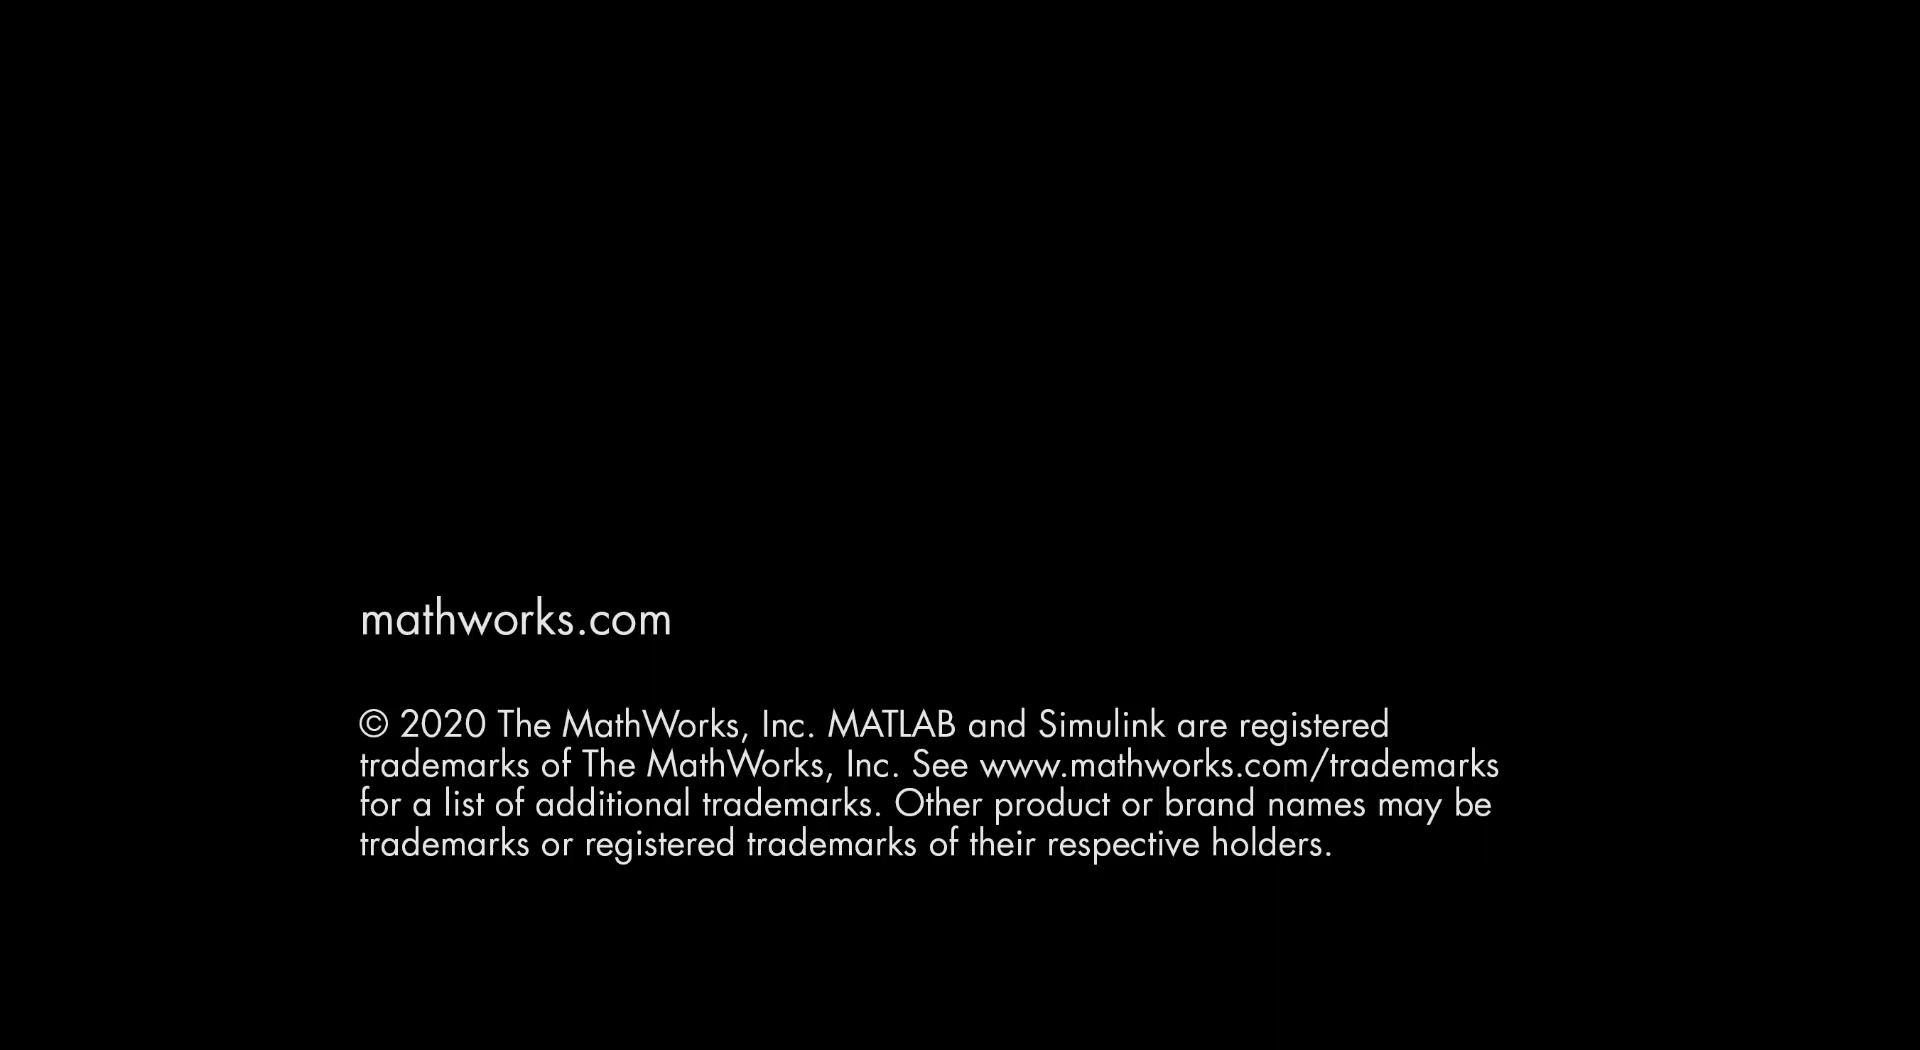 mathworks.com
© 2020 The MathWorks, Inc. MATLAB and Simulink are registered
trademarks of The MathWorks, Inc. See www.mathworks.com/trademarks
for a list of additional trademarks. Other product or brand names may be
trademarks or registered trademarks of their respective holders.